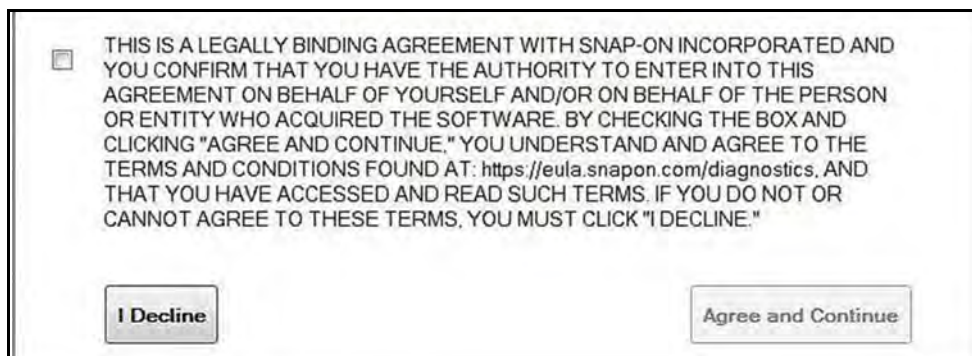 THIS IS A LEGALLY BINDING AGREEMENT WITH SNAP-ON INCORPORATED AND
YOU CONFIRM THAT YOU HAVE THE AUTHORITY TO ENTER INTO THIS
AGREEMENT ON BEHALF OF YOURSELF AND/OR ON BEHALF OF THE PERSON
OR ENTITY WHO ACQUIRED THE SOFTWARE. BY CHECKING THE BOX AND
CLICKING "AGREE AND CONTINUE," YOU UNDERSTAND AND AGREE TO THE
TERMS AND CONDITIONS FOUND AT: https://eula.snapon.com/diagnostics, AND
THAT YOU HAVE ACCESSED AND READ SUCH TERMS. IF YOU DO NOT OR
CANNOT AGREE TO THESE TERMS, YOU MUST CLICK "I DECLINE."
I Decline
Agree and Continue